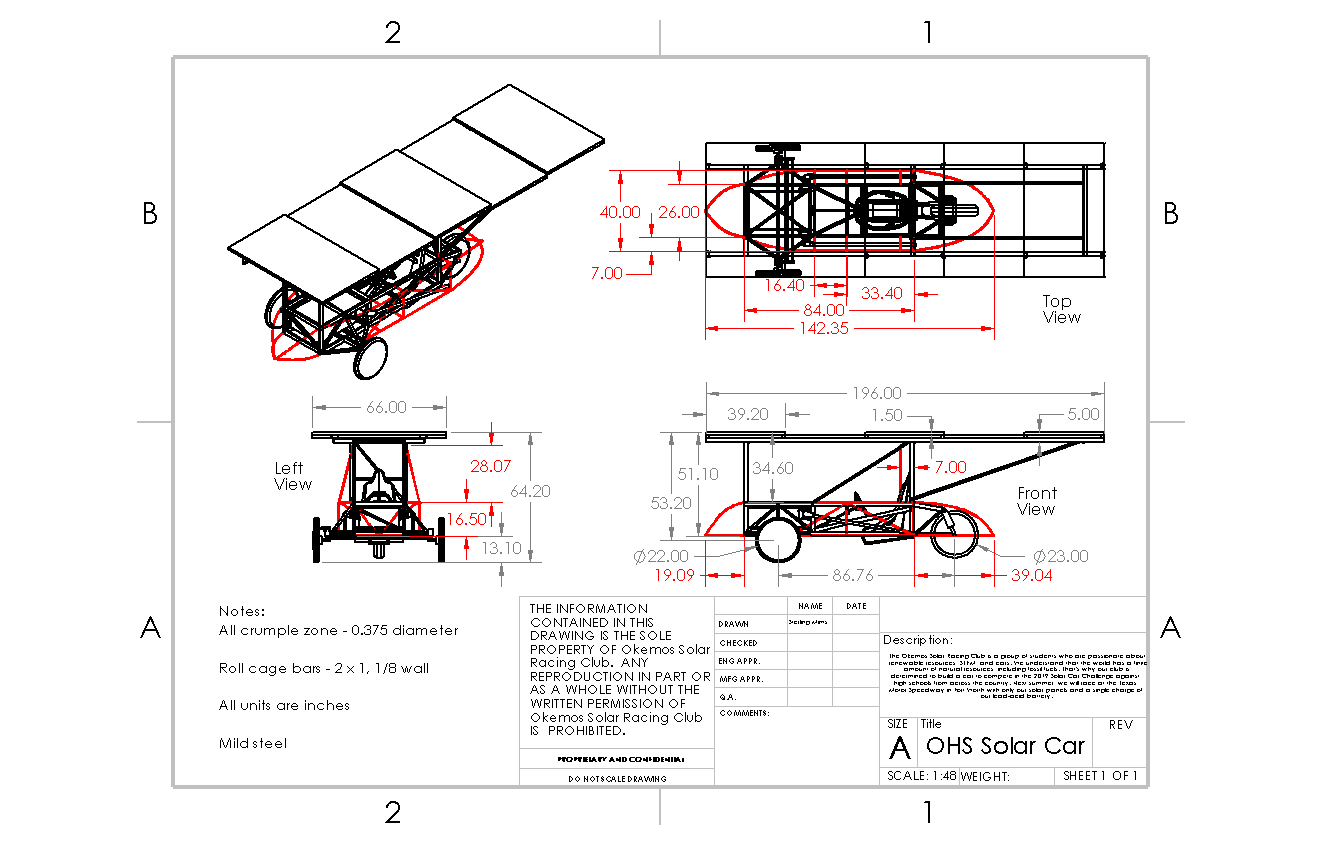 2
1
B
B
40.00
26.00
7.00
16.40
33.40
84.00
142.35
Top
View
66.00
Left
View
28.07
64.20
16.50
13.10
196.00
39.20
1.50
5.00
51.10
34.60
53.20
7.00
Front
View
Ø22.00
Ø23.00
19.09
86.76
39.04
A
A
Notes:
All crumple zone - 0.375 diameter
Roll cage bars - 2 x 1, 1/8 wall
All units are inches
Mild steel
THE INFORMATION
CONTAINED IN THIS
DRAWING IS THE SOLE
PROPERTY OF Okemos Solar
Racing Club. ANY
REPRODUCTION IN PART OR
AS A WHOLE WITHOUT THE
WRITTEN PERMISSION OF
Okemos Solar Racing Club
IS PROHIBITED.
PROPRIETARY AND CONFIDENTIAL
DO NOT SCALE DRAWING
NAME
DATE
DRAWN
CHECKED
ENG APPR.
MFG APPR.
Q.A.
COMMENTS:
Description:
The Okemos Solar Racing Club is a group of students who are passionate about
renewable resources, STEM, and cars. We understand that the world has a finite
amount of natural resources, including fossil fuels. That's why our club is
determined to build a car to compete in the 2019 Solar Car Challenge against
high schools from across the country. Next summer, we will race at the Texas
Motor Speedway in Fort Worth with only our solar panels and a single charge of
our lead-acid battery.
SIZE
A
Title
OHS Solar Car
REV
SCALE: 1:48
WEIGHT:
SHEET 1 OF 1
2
1